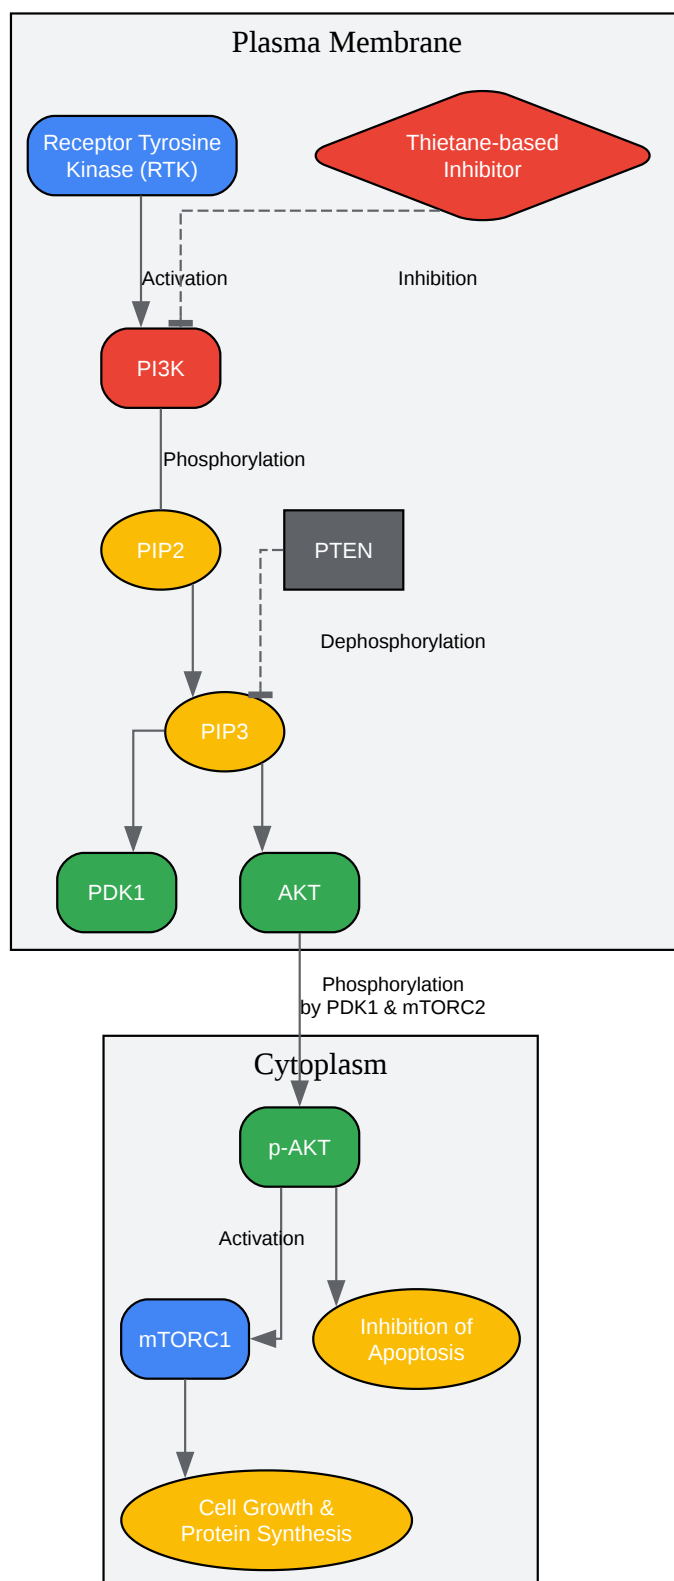 Plasma Membrane
Receptor Tyrosine
Kinase (RTK)
Thietane-based
Inhibitor
Activation
Inhibition
PI3K
Phosphorylation
PIP2
PTEN
Dephosphorylation
PIP3
PDK1
AKT
Phosphorylation
by PDK1 & mTORC2
Cytoplasm
p-AKT
Activation
mTORC1
Inhibition of
Apoptosis
Cell Growth &
Protein Synthesis